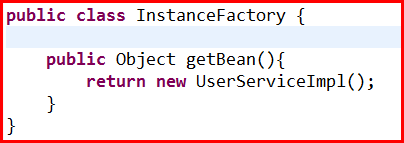 public class InstanceFactory {
public Object getBean(){
return new UserServiceImpl();
}
}